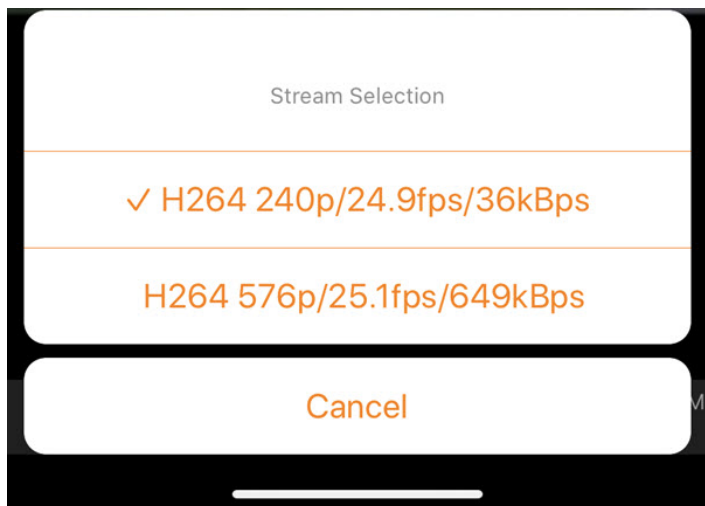 Stream Selection
✓ H264 240p/24.9fps/36kBps
H264 576p/25.1fps/649kBps
Cancel
M